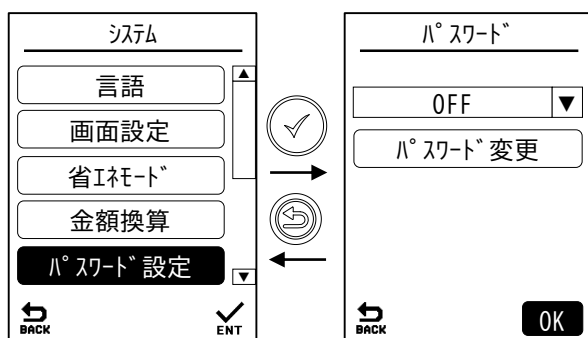 ｼｽﾃﾑ
言語
画面設定
省ｴﾈﾓｰﾄﾞ
金額換算
ﾊﾟｽﾜｰﾄﾞ設定
BACK
ENT
ﾊﾟｽﾜｰﾄﾞ
OFF ▼
ﾊﾟｽﾜｰﾄﾞ変更
BACK
OK